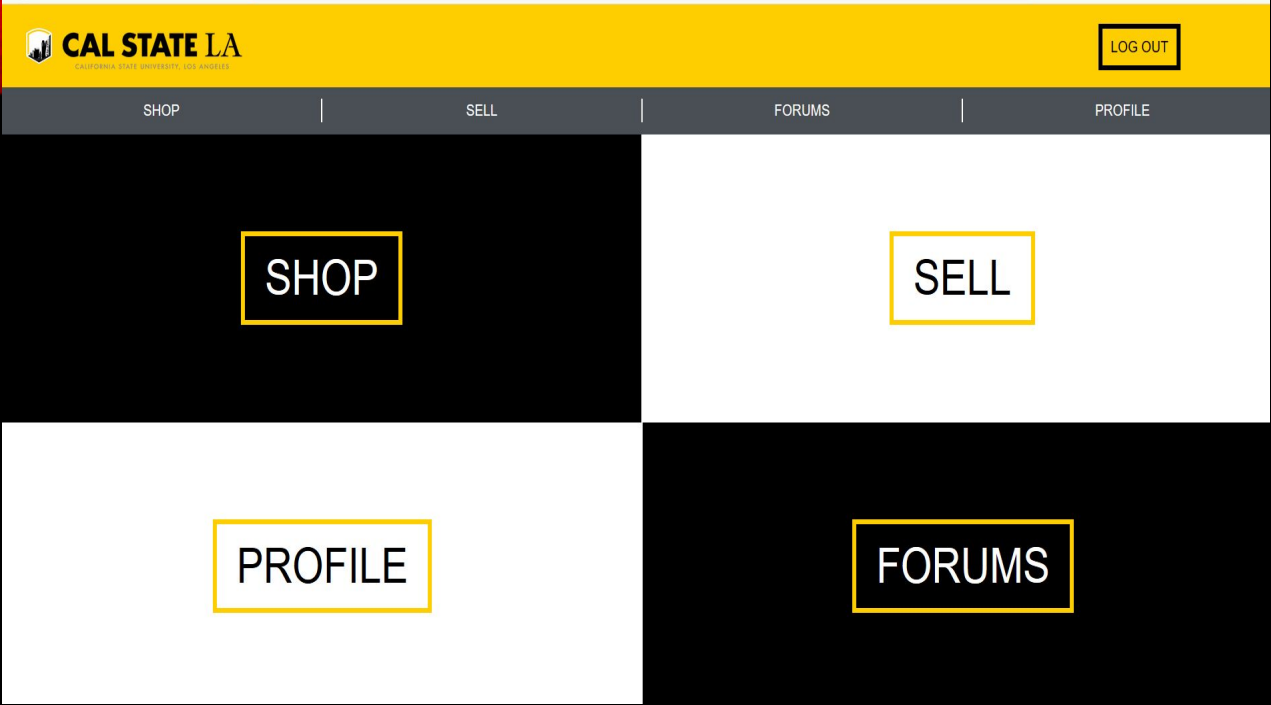 CAL STATE LA
CALIFORNIA STATE UNIVERSITY, LOS ANGELES
LOG OUT
SHOP
SELL
FORUMS
PROFILE
SHOP
SELL
PROFILE
FORUMS